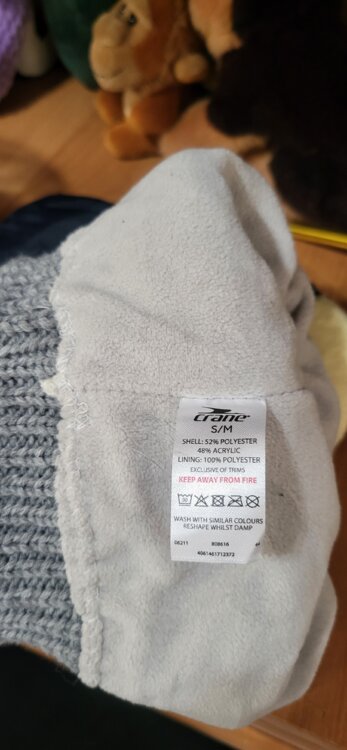 crane
S/M
SHELL: 52% POLYESTER
48% ACRYLIC
LINING: 100% POLYESTER
EXCLUSIVE OF TRIMS
KEEP AWAY FROM FIRE
WASH WITH SIMILAR COLOURS
RESHAPE WHILST DAMP
06211 808616
4061461712372